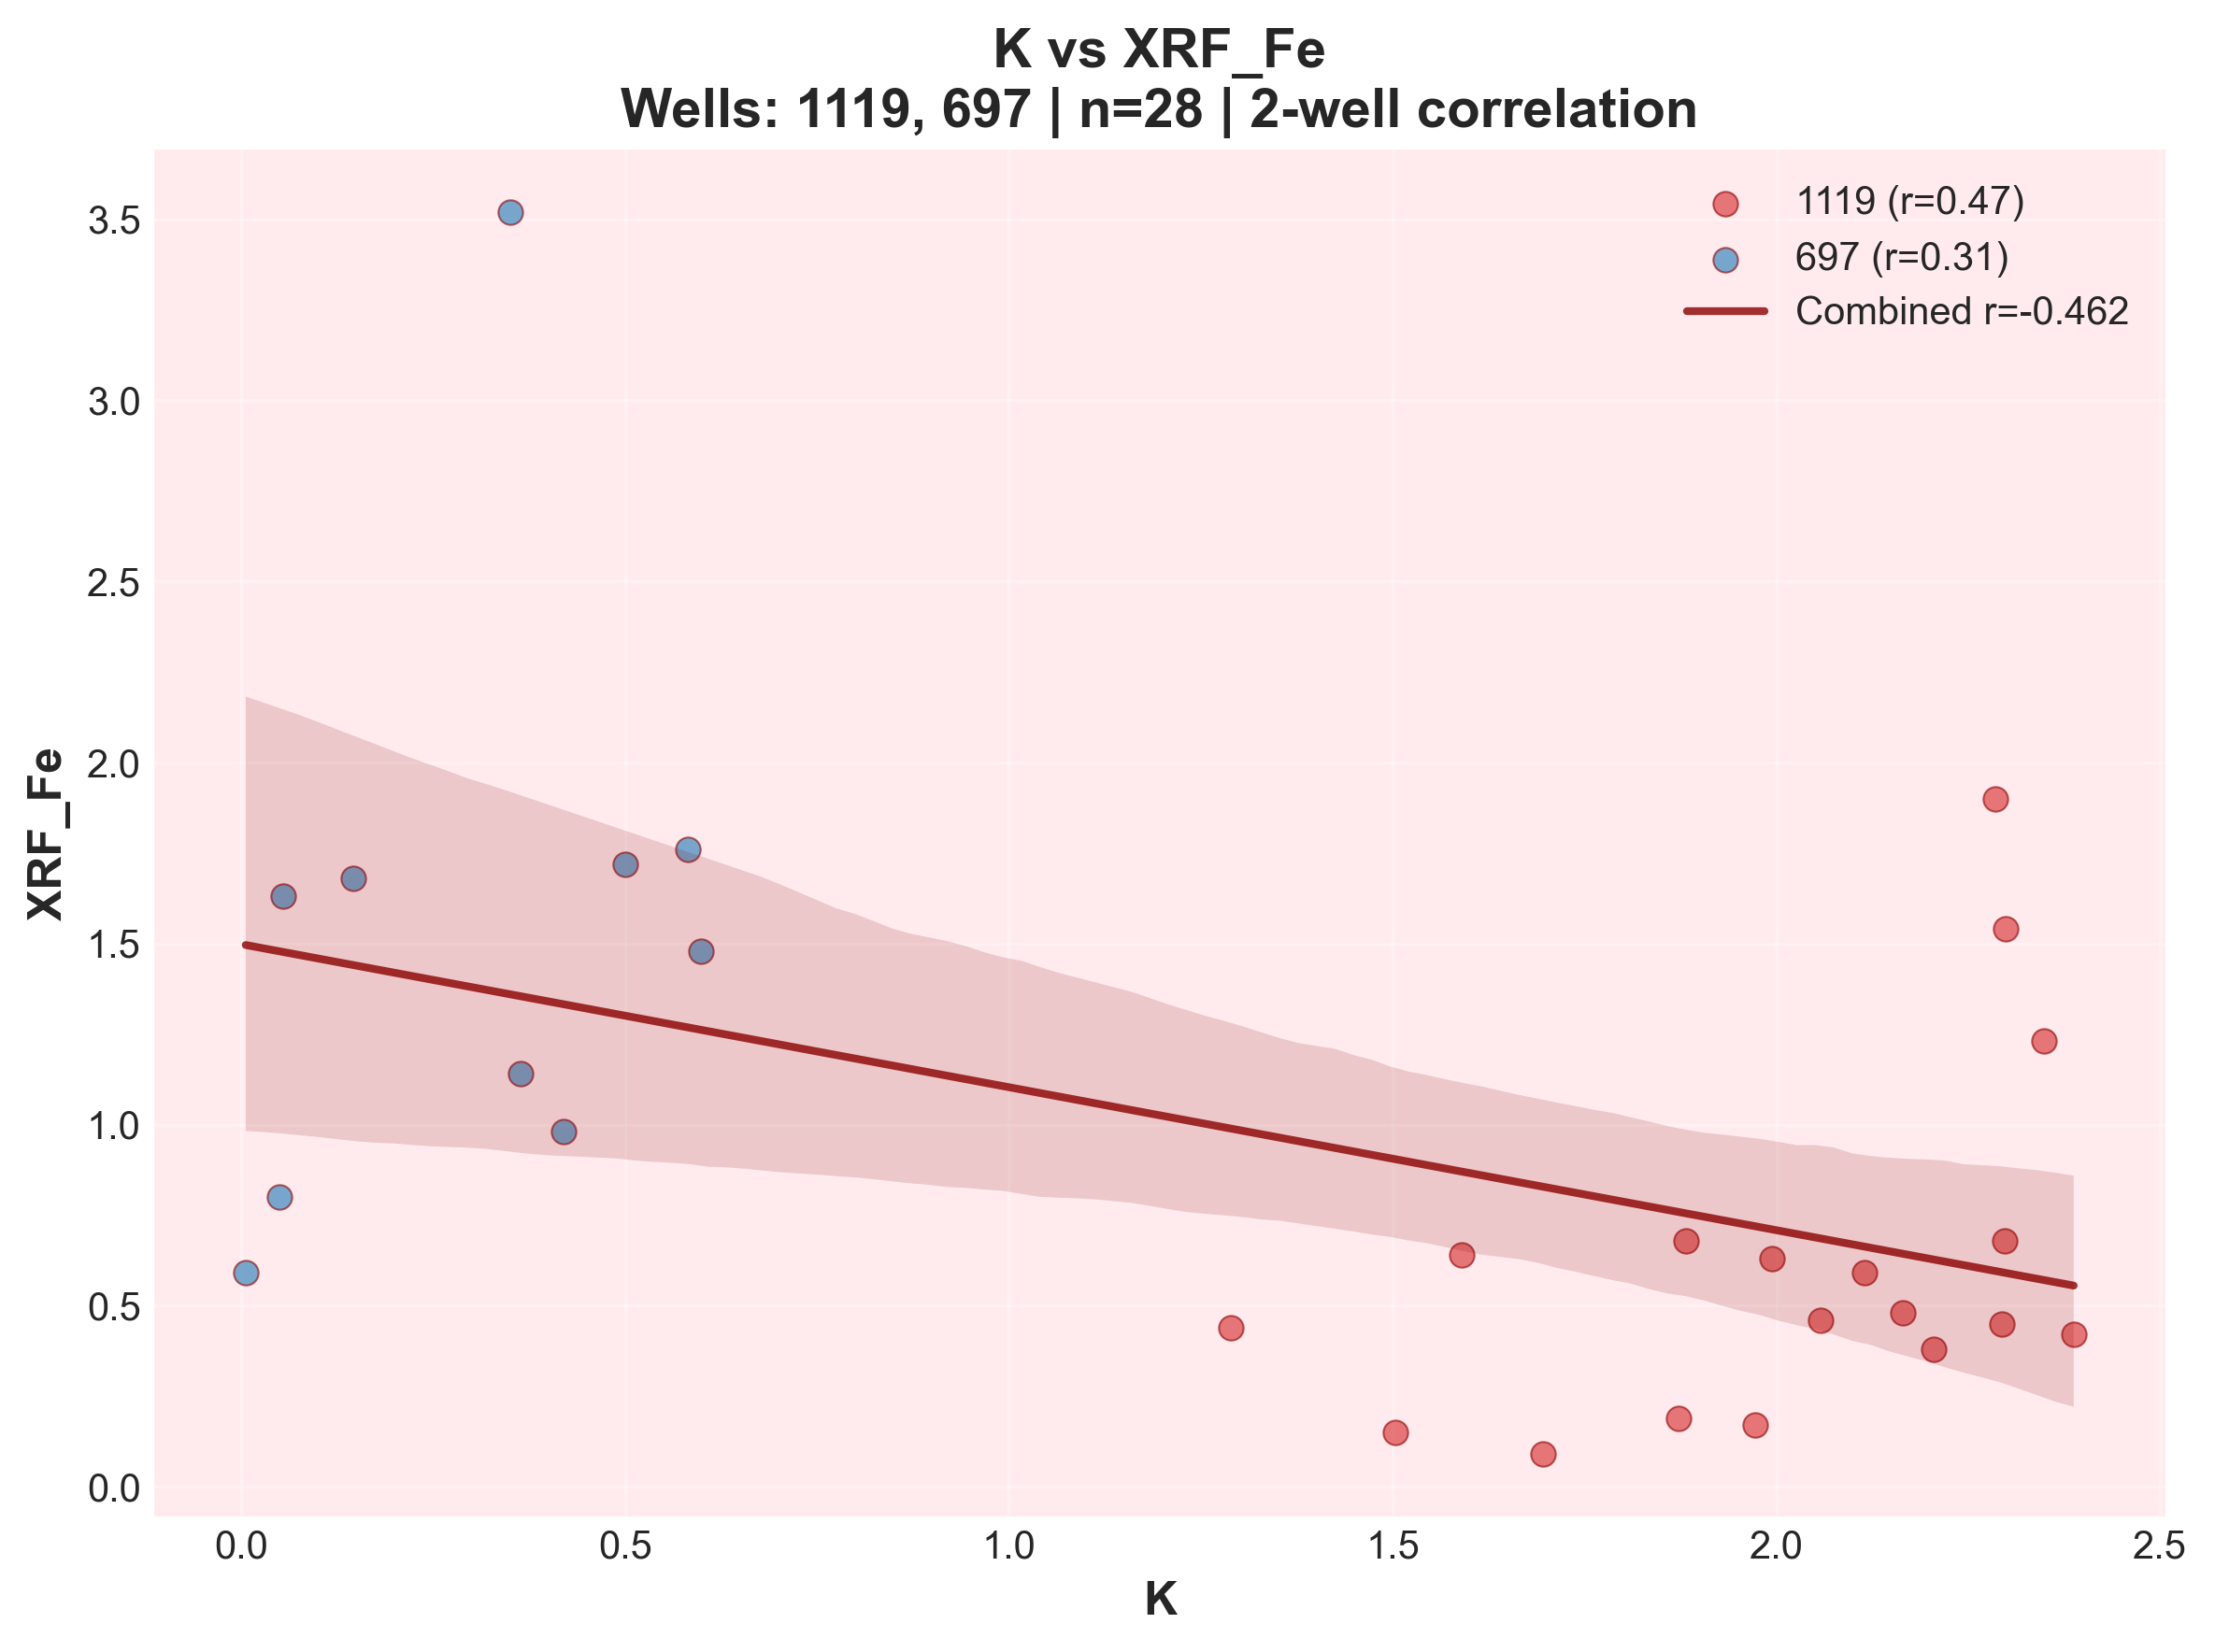 K vs XRF_Fe
Wells: 1119, 697 | n=28 | 2-well correlation
1119 (r=0.47)
697 (r=0.31)
Combined r=-0.462
3.5
3.0
2.5
2.0
1.5
1.0
0.5
0.0
XRF_Fe
0.0 0.5 1.0 1.5 2.0 2.5
K